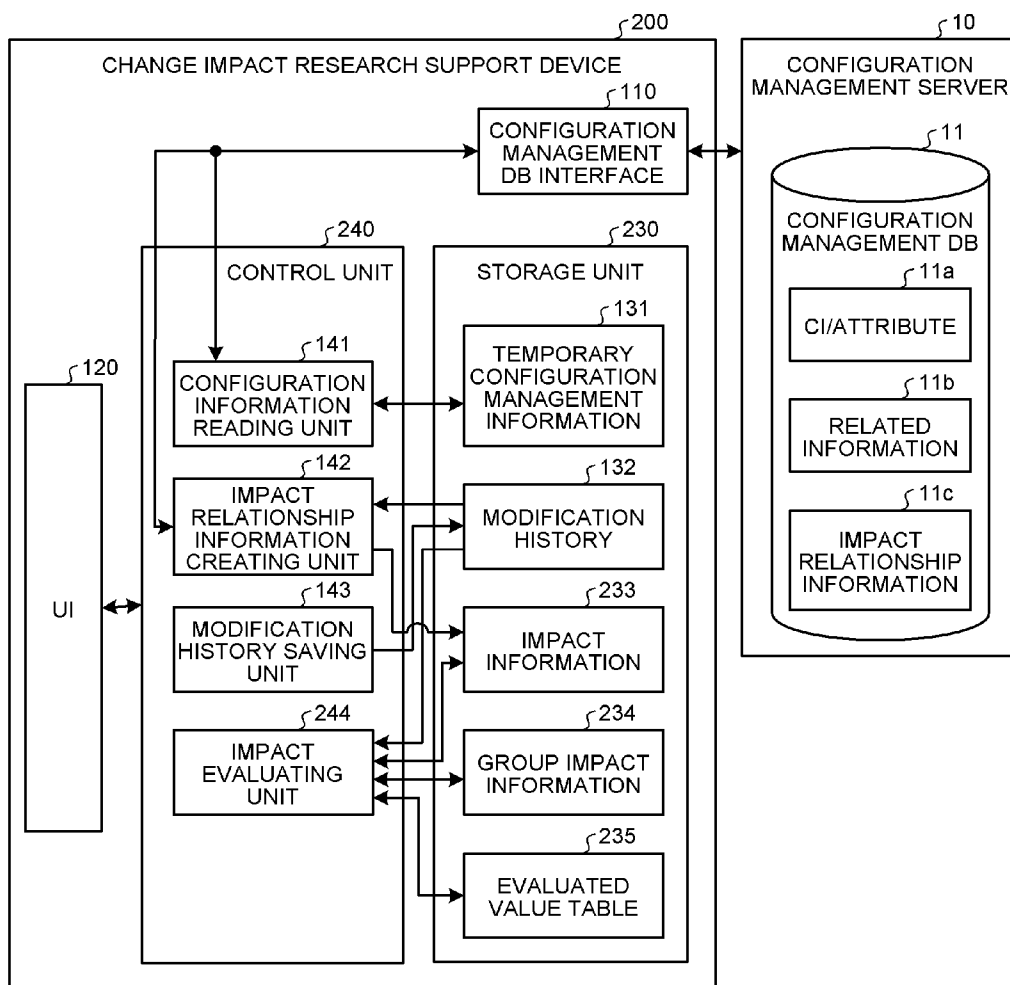 200
CHANGE IMPACT RESEARCH SUPPORT DEVICE
110
CONFIGURATION
MANAGEMENT
DB INTERFACE
240
CONTROL UNIT
141
CONFIGURATION
INFORMATION
READING UNIT
142
IMPACT
RELATIONSHIP
INFORMATION
CREATING UNIT
143
MODIFICATION
HISTORY SAVING
UNIT
244
IMPACT
EVALUATING
UNIT
120
UI
230
STORAGE UNIT
131
TEMPORARY
CONFIGURATION
MANAGEMENT
INFORMATION
132
MODIFICATION
HISTORY
233
IMPACT
INFORMATION
234
GROUP IMPACT
INFORMATION
235
EVALUATED
VALUE TABLE
10
CONFIGURATION
MANAGEMENT SERVER
11
CONFIGURATION
MANAGEMENT DB
11a
CI/ATTRIBUTE
11b
RELATED
INFORMATION
11c
IMPACT
RELATIONSHIP
INFORMATION